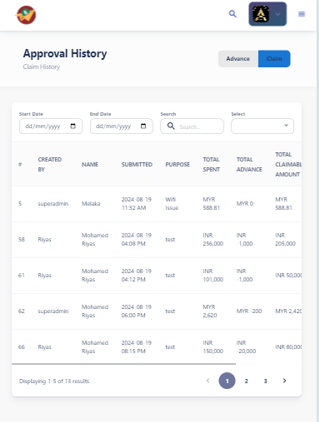 Approval History
Claim History
Advance
Claim
Start Date
End Date
Search
Select
dd/mm/yyyy
dd/mm/yyyy
Search...
# CREATED BY NAME SUBMITTED PURPOSE TOTAL SPENT TOTAL ADVANCE TOTAL CLAIMABL AMOUNT
5 superadmin Melaka 2024-08-19 11:32 AM Wifi Issue MYR 588.81 MYR 0 MYR 588.81
58 Riyas Mohamed Riyas 2024-08-19 04:08 PM test INR 256,000 INR -1,000 INR 205,000
61 Riyas Mohamed Riyas 2024-08-19 04:12 PM test INR 101,000 INR -1,000 INR 50,000
62 superadmin Mohamed Riyas 2024-08-19 06:00 PM test MYR 2,620 MYR -200 MYR 2,420
66 Riyas Mohamed Riyas 2024-08-19 08:15 PM test INR 150,000 INR -20,000 INR 80,000
Displaying 1-5 of 13 results
1 2 3